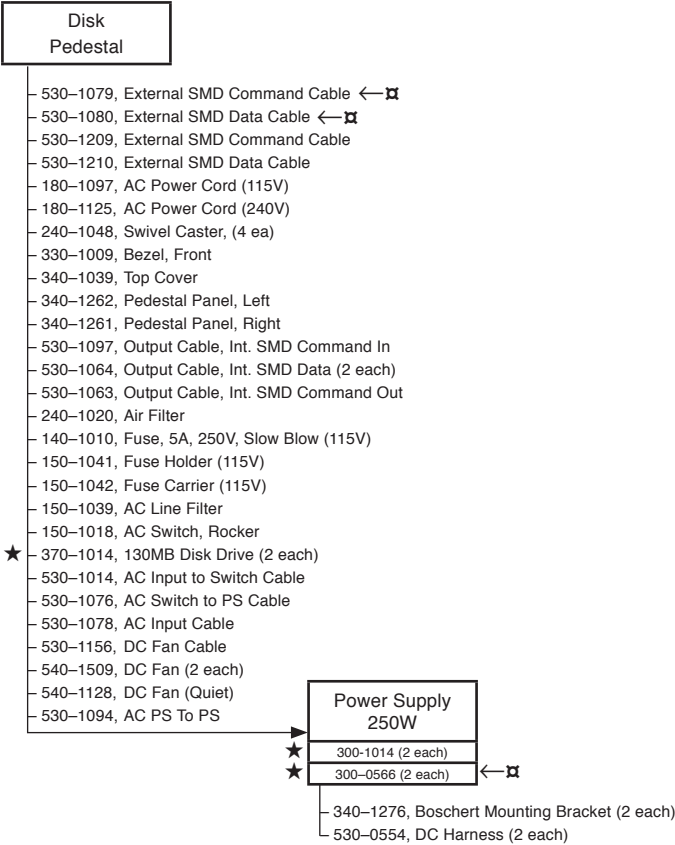 Disk
Pedestal
530–1079, External SMD Command Cable ←¤
530–1080, External SMD Data Cable ←¤
530–1209, External SMD Command Cable
530–1210, External SMD Data Cable
180–1097, AC Power Cord (115V)
180–1125, AC Power Cord (240V)
240–1048, Swivel Caster, (4 ea)
330–1009, Bezel, Front
340–1039, Top Cover
340–1262, Pedestal Panel, Left
340–1261, Pedestal Panel, Right
530–1097, Output Cable, Int. SMD Command In
530–1064, Output Cable, Int. SMD Data (2 each)
530–1063, Output Cable, Int. SMD Command Out
240–1020, Air Filter
140–1010, Fuse, 5A, 250V, Slow Blow (115V)
150–1041, Fuse Holder (115V)
150–1042, Fuse Carrier (115V)
150–1039, AC Line Filter
150–1018, AC Switch, Rocker
★ 370–1014, 130MB Disk Drive (2 each)
530–1014, AC Input to Switch Cable
530–1076, AC Switch to PS Cable
530–1078, AC Input Cable
530–1156, DC Fan Cable
540–1509, DC Fan (2 each)
540–1128, DC Fan (Quiet)
530–1094, AC PS To PS
Power Supply
250W
★ 300-1014 (2 each)
★ 300–0566 (2 each) ←¤
340–1276, Boschert Mounting Bracket (2 each)
530–0554, DC Harness (2 each)